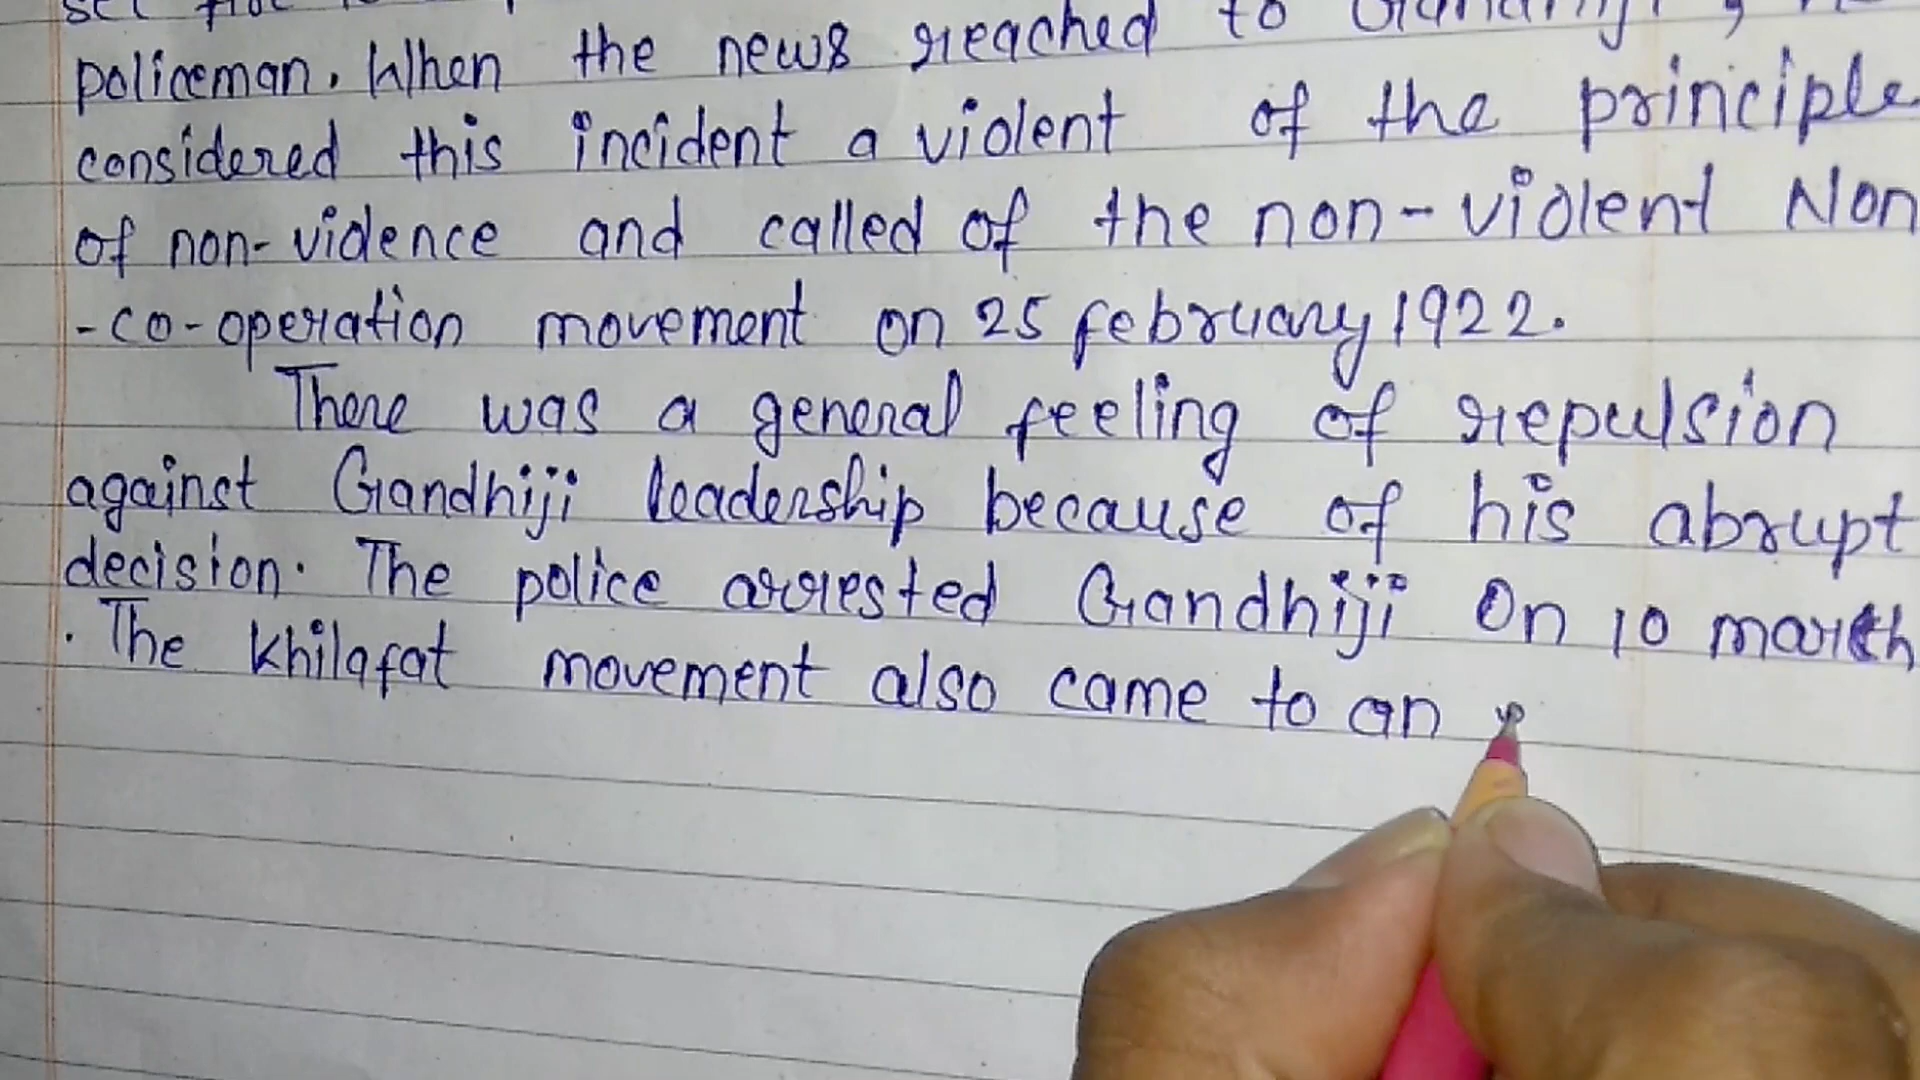 policeman. When the news reached to Gandhiji,
considered this incident a violent of the principle
of non-vidence and called of the non-violent Non
-co-operation movement on 25 february 1922.
There was a general feeling of repulsion
against Gandhiji leadership because of his abrupt
decision. The police arrested Gandhiji On 10 march
. The Khilafat movement also came to an